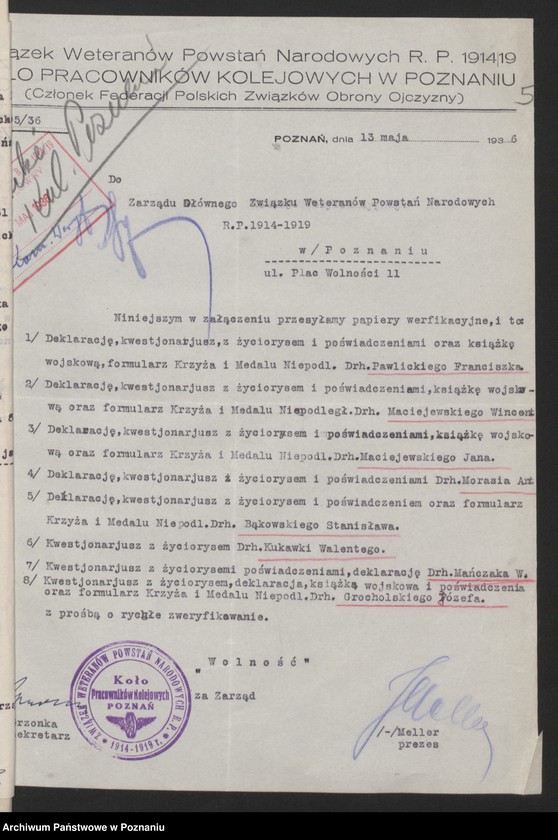 ązek Weteranów Powstań Narodowych R. P. 1914|19
ŁO PRACOWNIKÓW KOLEJOWYCH W POZNANIU
(Członek Federacji Polskich Związków Obrony Ojczyzny)
5
5/36
POZNAŃ, dnia 13 maja 1936
Do
Zarządu Głównego Związku Weteranów Powstań Narodowych
R.P.1914-1919
w/Poznaniu
ul. Plac Wolności 11
Niniejszym w załączeniu przesyłamy papiery werfikacyjne,i to:
1/ Deklarację,kwestjonarjusz,z życiorysem i poświadczeniami oraz książkę
wojskową,formularz Krzyża i Medalu Niepodl. Drh.Pawlickiego Franciszka
2/ Deklarację,kwestjonarjusz z życiorysem i poświadczeniami,książkę wojsko-
wą oraz formularz Krzyża i Medalu Niepodległ.Drh. Maciejewskiego Wincent
3/ Deklarację,kwestjonarjusz z życiorysem i poświadczeniami,książkę wojsko-
wą oraz formularz Krzyża i Medalu Niepodl.Drh.Maciejewskiego Jana.
4/ Deklarację,kwestjonarjusz z życiorysem i poświadczeniami Drh.Morasia Ant
5/ Deklarację,kwestjonarjusz z życiorysem i poświadczeniem oraz formularz
Krzyża i Medalu Niepodl.Drh. Bąkowskiego Stanisława.
6/ Kwestjonarjusz z życiorysem Drh.Kukawki Walentego.
7/ Kwestjonarjusz z życiorysemi poświadczeniami,deklarację Drh.Mańczaka W.
8/ Kwestjonarjusz z życiorysem,deklaracja,książką wojskowa i poświadczenia
oraz formularz Krzyża i Medalu Niepodl.Drh. Grocholskiego Józefa.
z prośbą o rychłe zweryfikowanie.
"Wolność"
za Zarząd
ZWIĄZEK WETERANÓW POWSTAŃ NARODOWYCH R.P.
Koło
Pracowników Kolejowych
POZNAŃ
1914-1919 r.
rzonka
ekretarz
/-/Meller
prezes
Archiwum Państwowe w Poznaniu